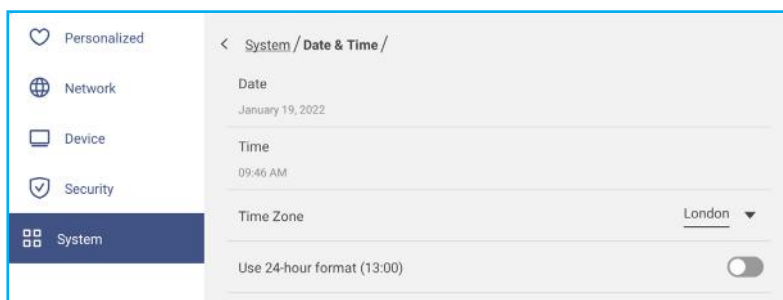 Personalized
Network
Device
Security
System
System / Date & Time /
Date
January 19, 2022
Time
09:46 AM
Time Zone London
Use 24-hour format (13:00)